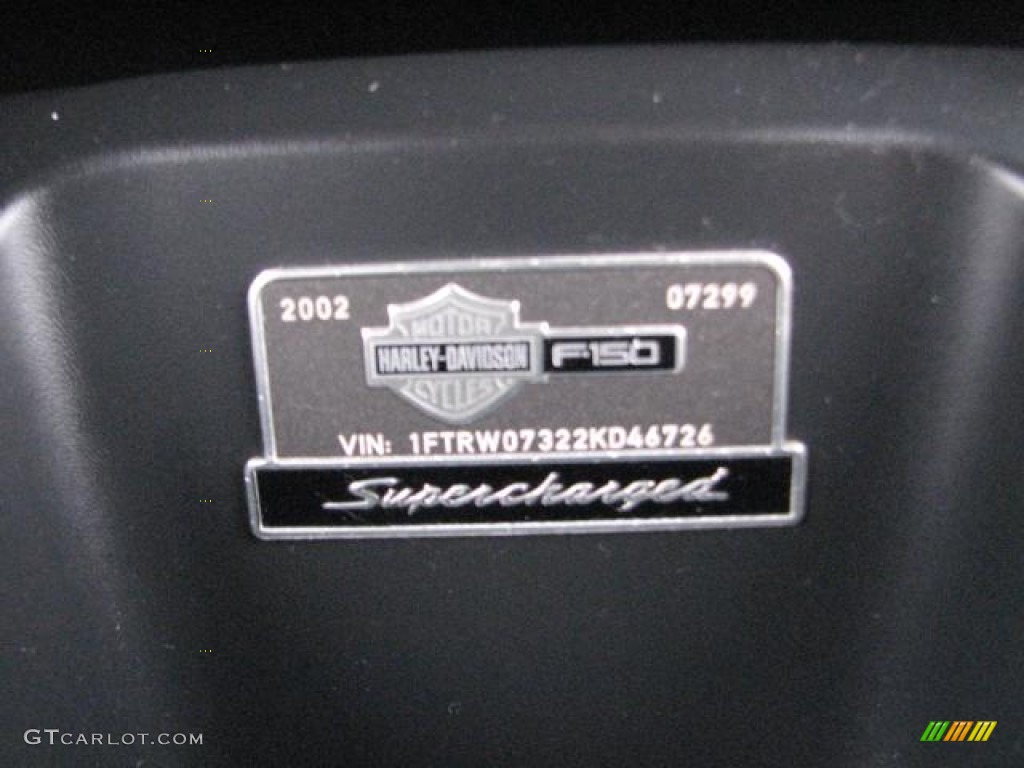 2002 07299
MOTOR
HARLEY-DAVIDSON F-150
CYCLES
VIN: 1FTRW07322KD46726
Supercharged
GTCARLOT.COM